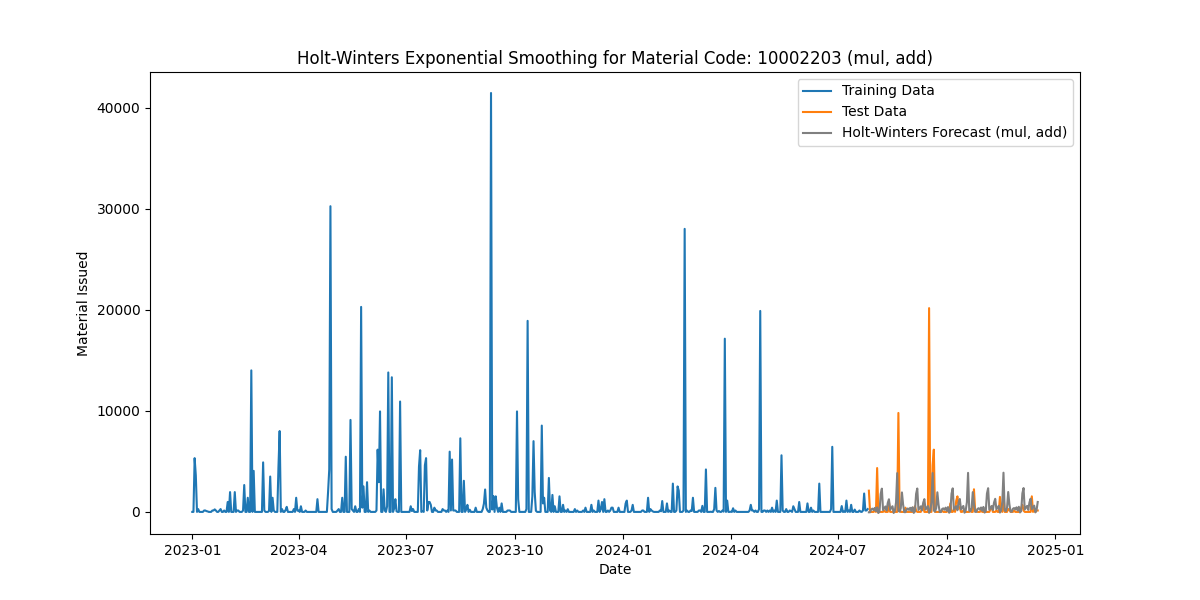 Holt-Winters Exponential Smoothing for Material Code: 10002203 (mul, add)
Training Data
Test Data
Holt-Winters Forecast (mul, add)
Material Issued
40000
30000
20000
10000
0
2023-01 2023-04 2023-07 2023-10 2024-01 2024-04 2024-07 2024-10 2025-01
Date